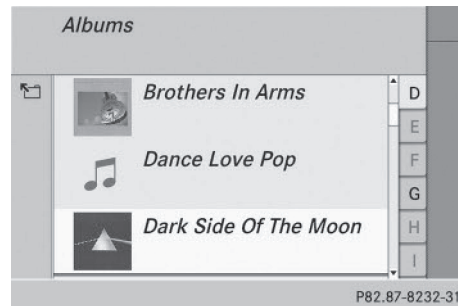 Albums
Brothers In Arms
Dance Love Pop
Dark Side Of The Moon
D
E
F
G
H
I
P82.87-8232-31